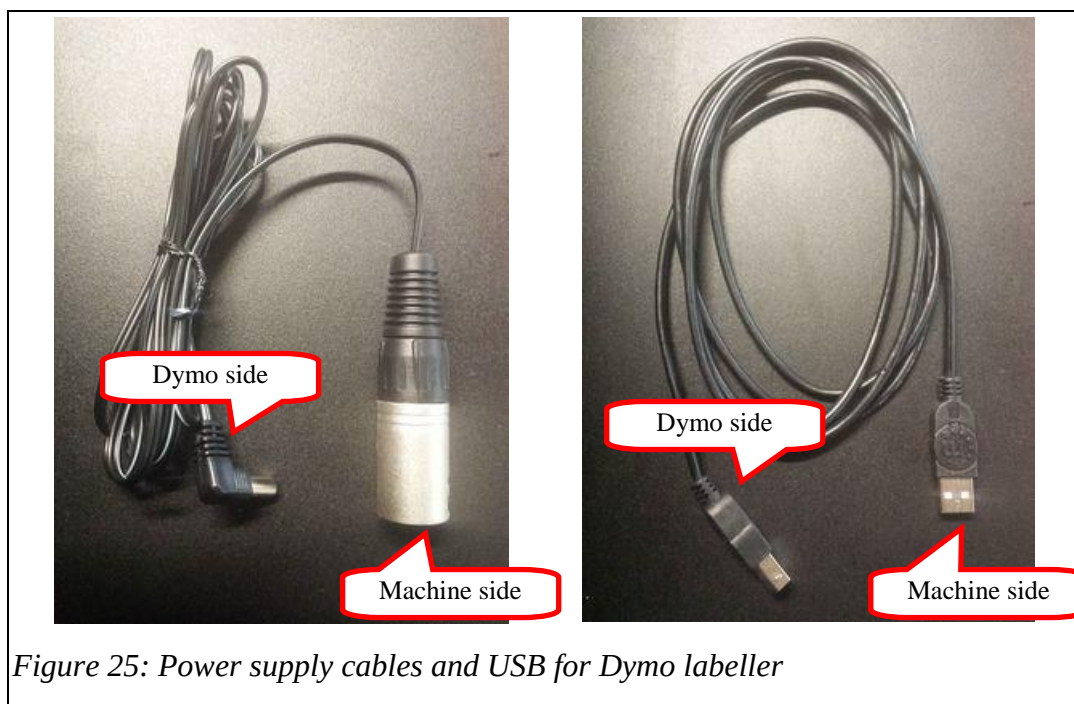 Dymo side
Machine side
Dymo side
Machine side
Figure 25: Power supply cables and USB for Dymo labeller